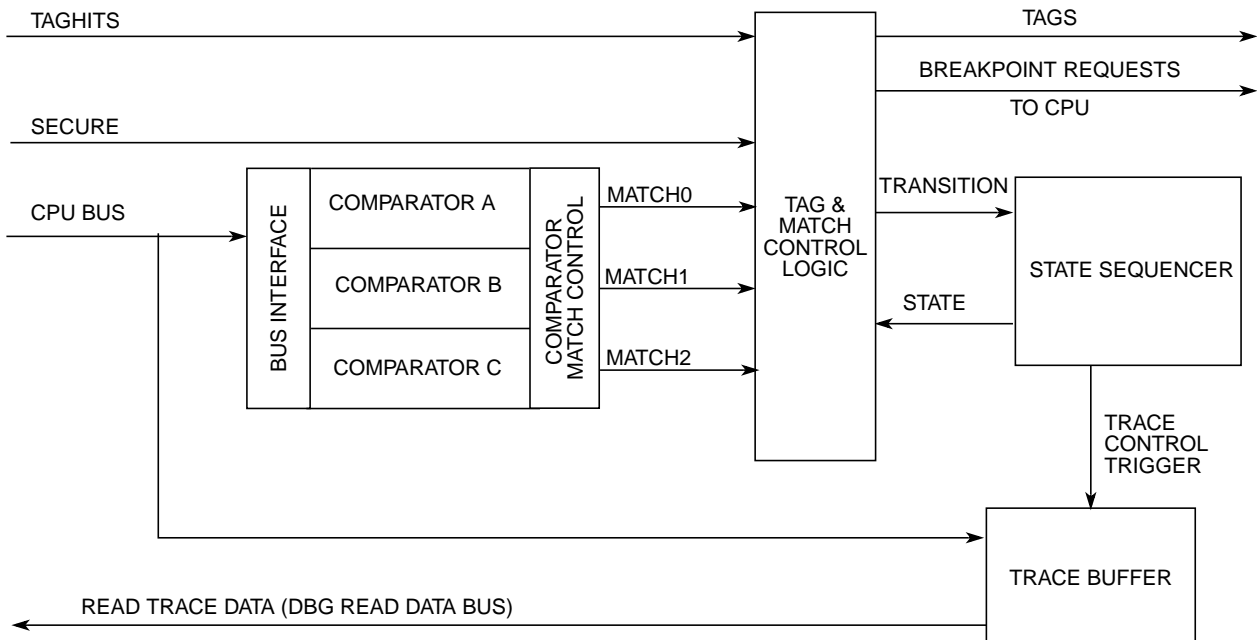 TAGHITS
TAGS
BREAKPOINT REQUESTS
TO CPU
SECURE
CPU BUS
BUS INTERFACE
COMPARATOR A
COMPARATOR B
COMPARATOR C
COMPARATOR
MATCH CONTROL
MATCH0
MATCH1
MATCH2
TAG &
MATCH
CONTROL
LOGIC
TRANSITION
STATE
STATE SEQUENCER
TRACE
CONTROL
TRIGGER
TRACE BUFFER
READ TRACE DATA (DBG READ DATA BUS)